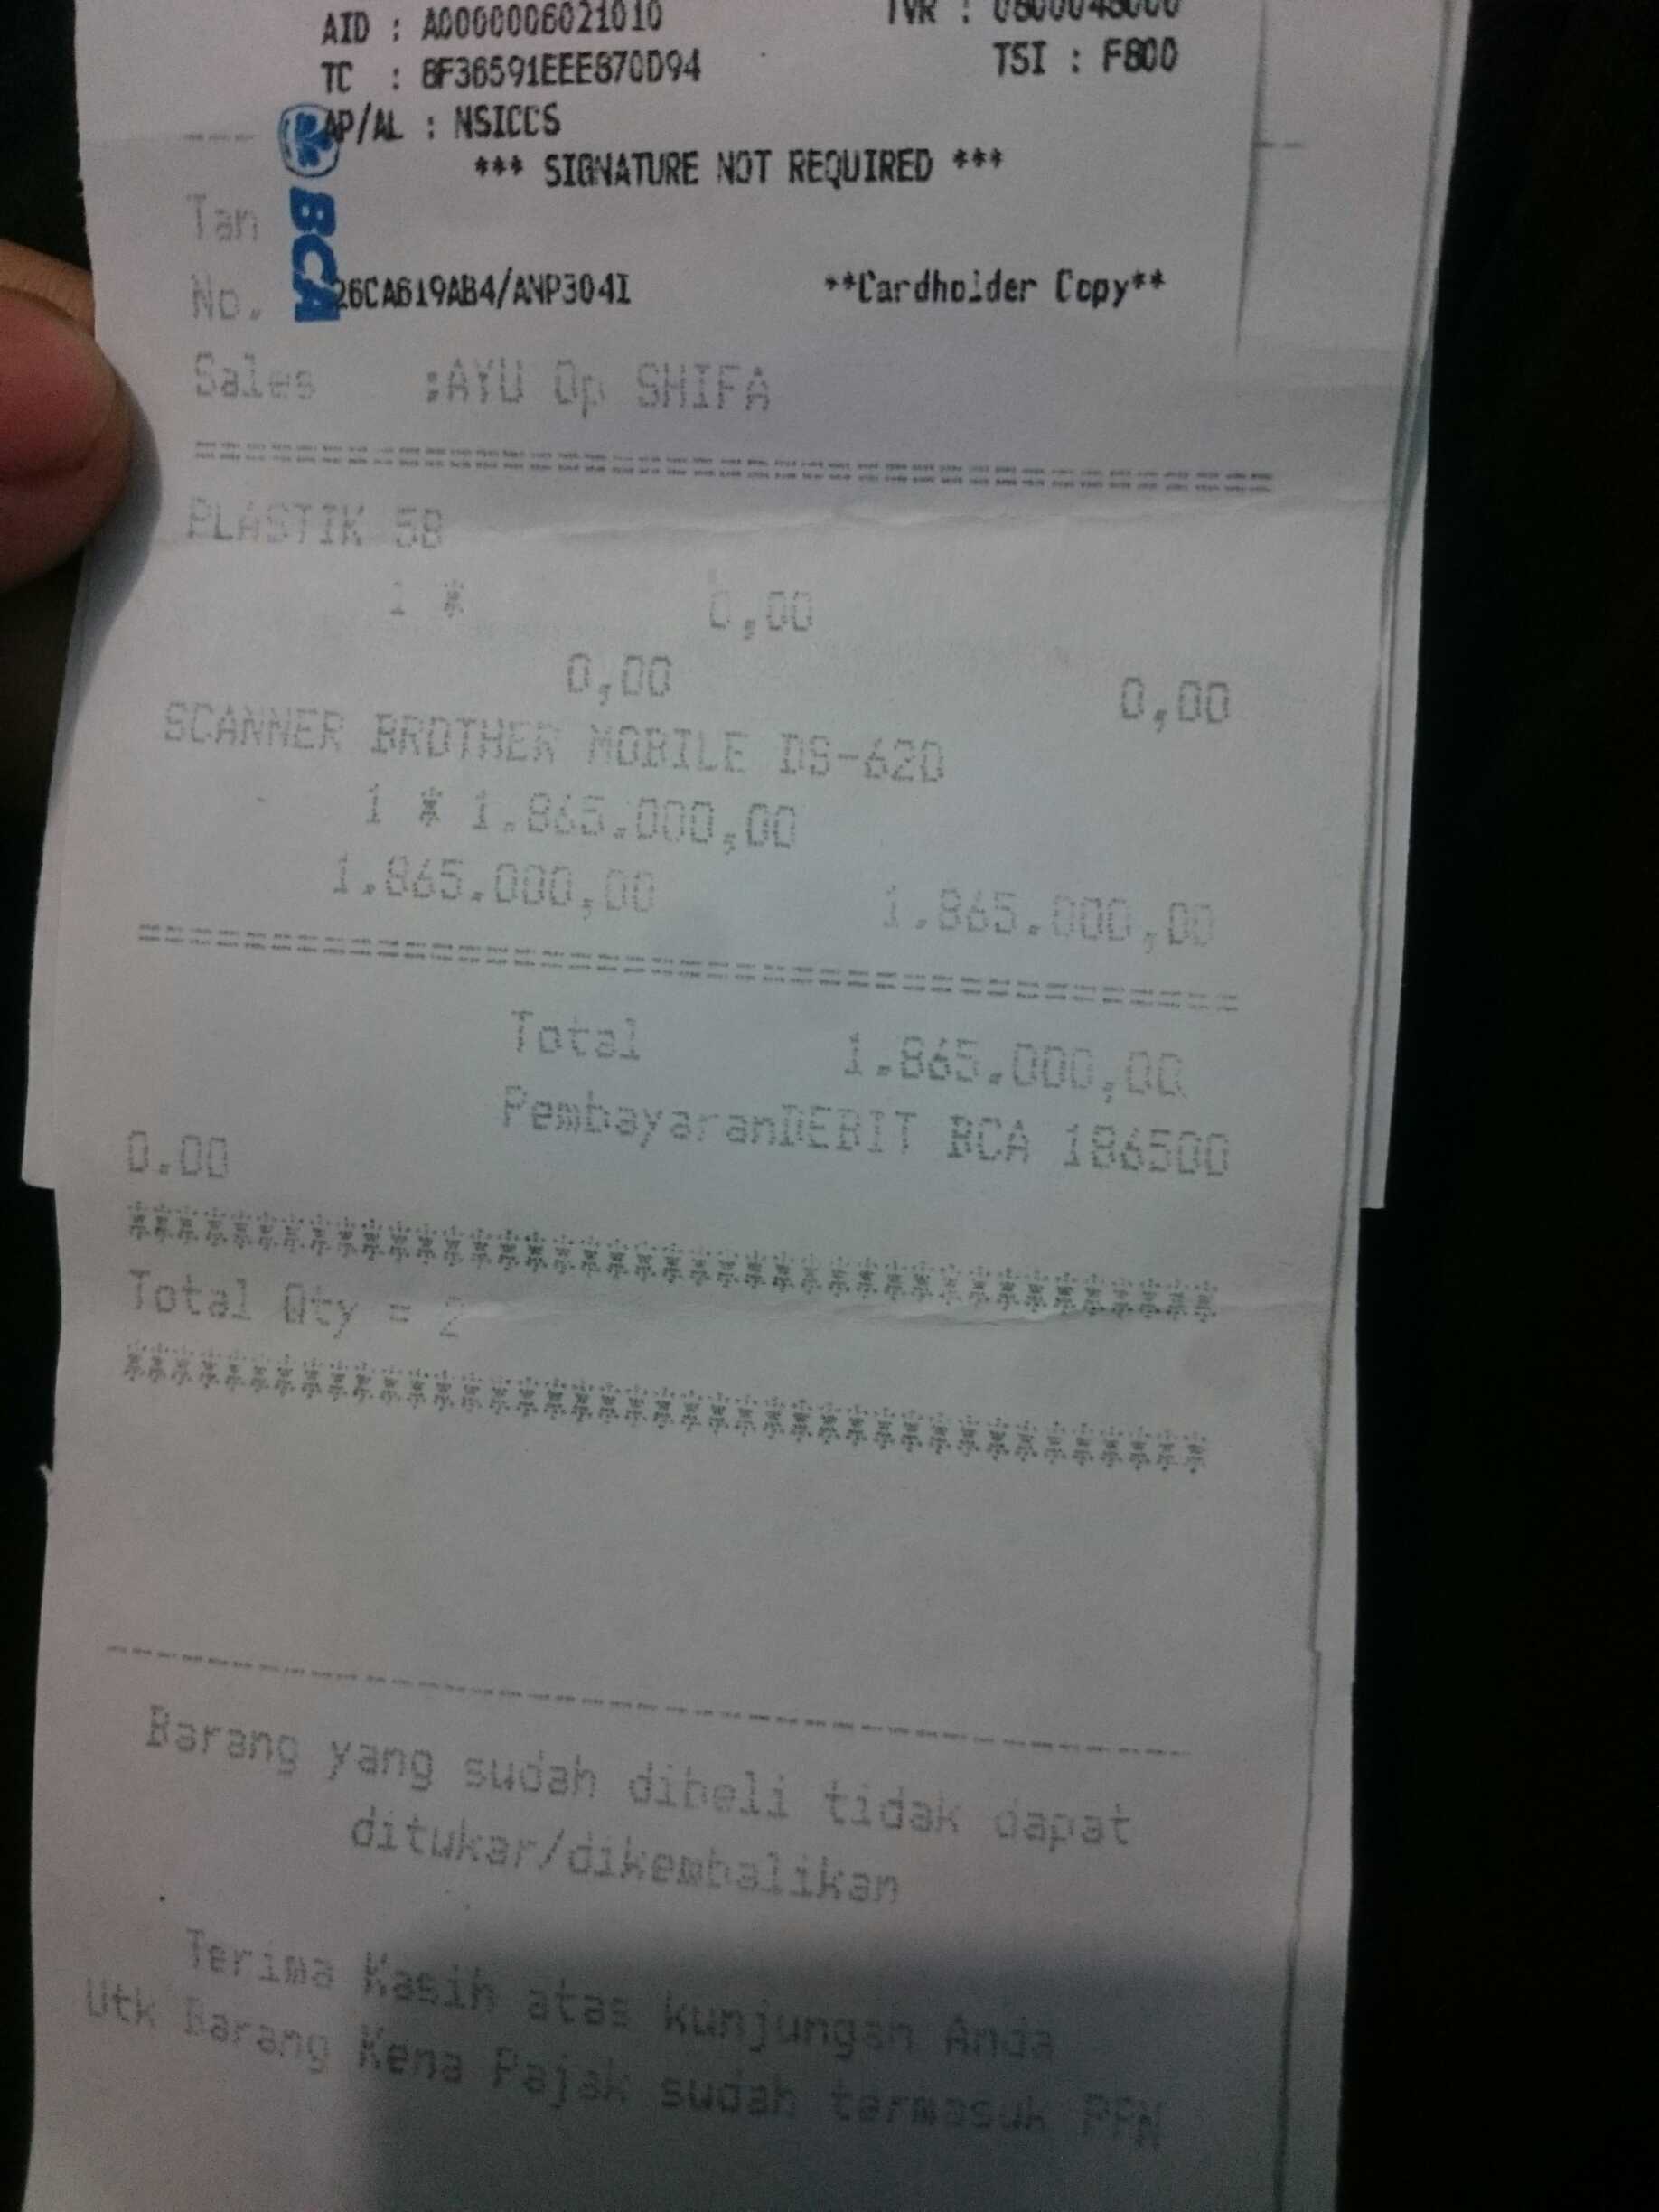 AID : A0000006021010
TSI : F800
TC : 8F36591EEE870D94
AP/AL : NSICCS
*** SIGNATURE NOT REQUIRED ***
BCA
Tan
No.
26CA619AB4/ANP304I **Cardholder Copy**
Sales :AYU Op SHIFA
PLASTIK 5B
1 * 0,00
0,00 0,00
SCANNER BROTHER MOBILE DS-620
1 * 1.865.000,00
1.865.000,00 1.865.000,00
Total 1.865.000,00
PembayaranDEBIT BCA 186500
0.00
****************************************
Total Qty = 2
****************************************
Barang yang sudah dibeli tidak dapat
ditukar/dikembalikan
Terima Kasih atas kunjungan Anda
Utk Barang Kena Pajak sudah termasuk PPN